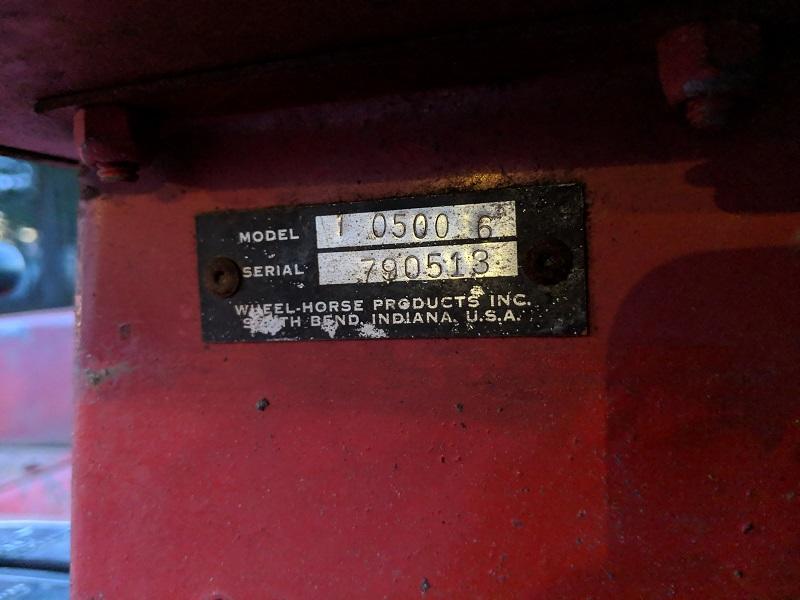 MODEL 1 0500 6
SERIAL 790513
WHEEL-HORSE PRODUCTS INC.
SOUTH BEND, INDIANA U.S.A.